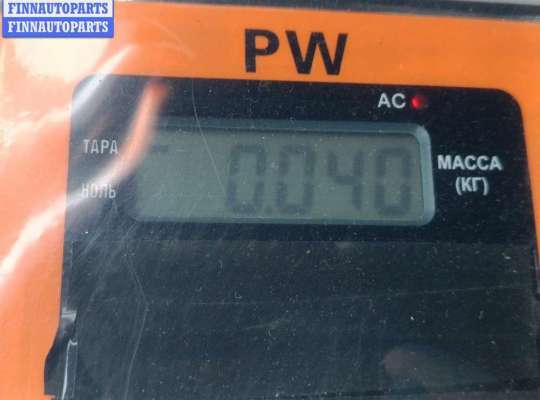 FINNAUTOPARTS
FINNAUTOPARTS
PW
AC
ТАРА
0.040
МАССА
(КГ)
НОЛЬ